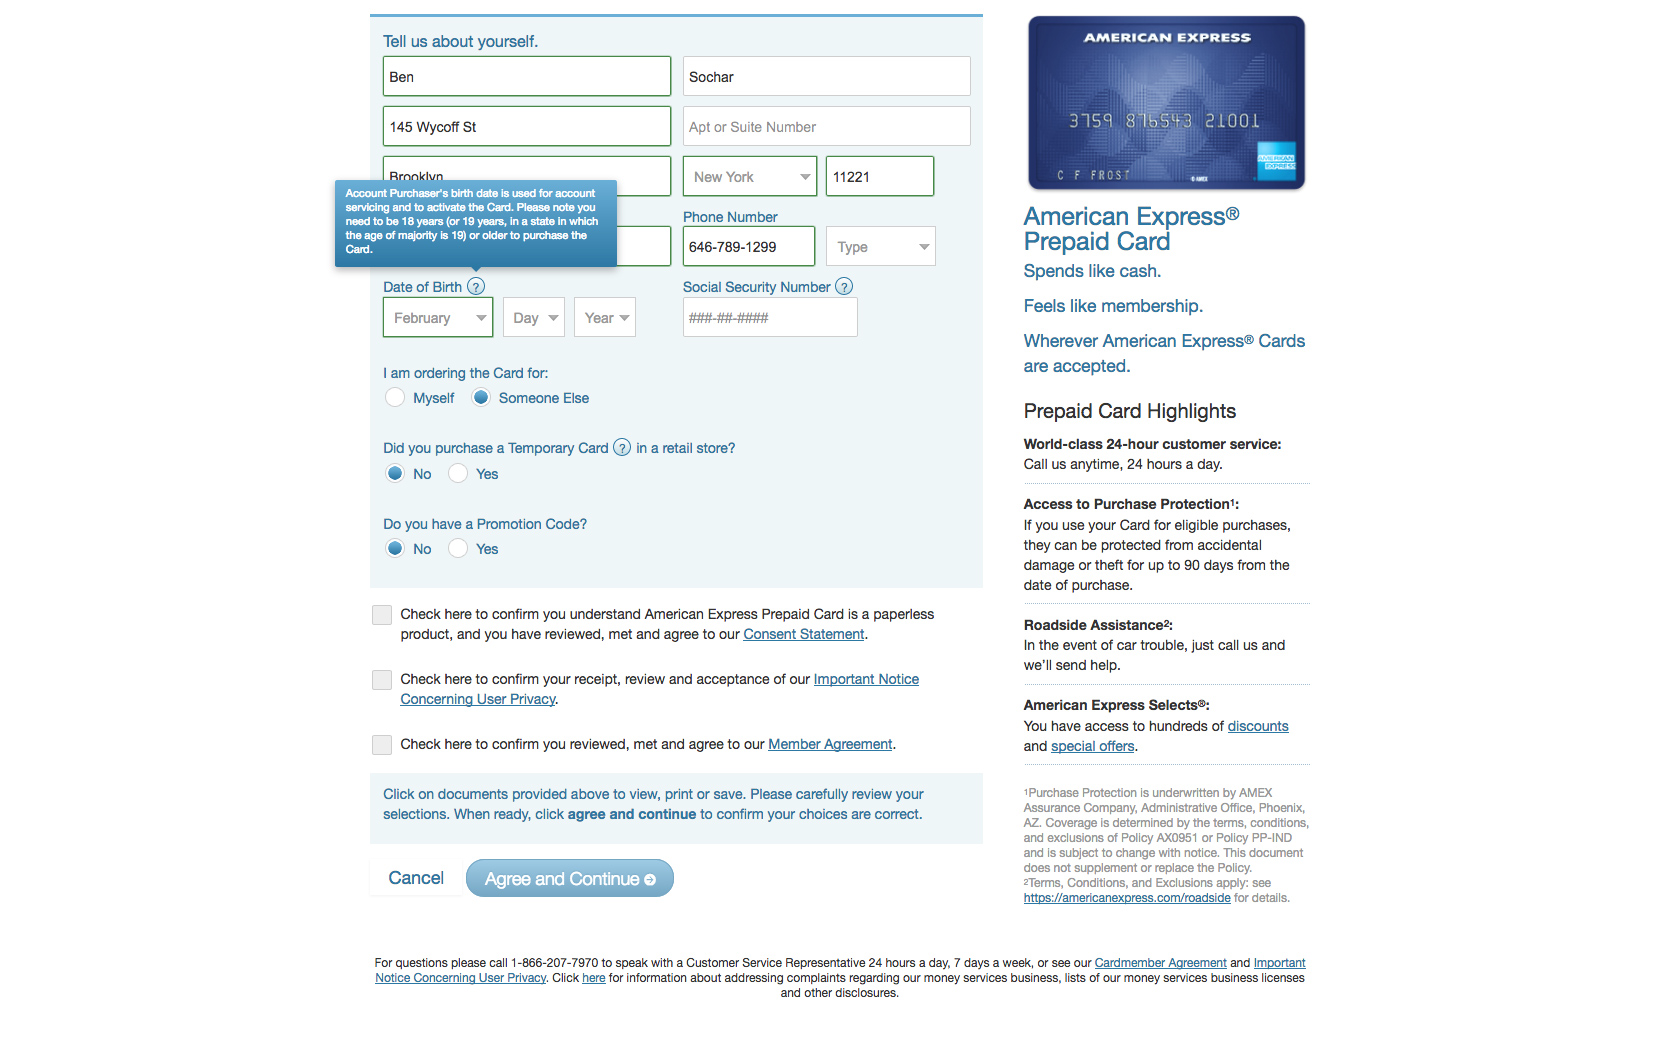 Tell us about yourself.
Ben
Sochar
145 Wycoff St
Apt or Suite Number
Brooklyn
New York
11221
Account Purchaser's birth date is used for account
servicing and to activate the Card. Please note you
need to be 18 years (or 19 years, in a state in which
the age of majority is 19) or older to purchase the
Card.
Phone Number
646-789-1299
Type
Date of Birth ?
Social Security Number ?
February
Day
Year
###-##-####
I am ordering the Card for:
Myself
Someone Else
Did you purchase a Temporary Card ? in a retail store?
No
Yes
Do you have a Promotion Code?
No
Yes
Check here to confirm you understand American Express Prepaid Card is a paperless
product, and you have reviewed, met and agree to our Consent Statement.
Check here to confirm your receipt, review and acceptance of our Important Notice
Concerning User Privacy.
Check here to confirm you reviewed, met and agree to our Member Agreement.
Click on documents provided above to view, print or save. Please carefully review your
selections. When ready, click agree and continue to confirm your choices are correct.
Cancel
Agree and Continue
AMERICAN EXPRESS
3759 876543 21001
AMERICAN
EXPRESS
C F FROST
© AMEX
American Express®
Prepaid Card
Spends like cash.
Feels like membership.
Wherever American Express® Cards
are accepted.
Prepaid Card Highlights
World-class 24-hour customer service:
Call us anytime, 24 hours a day.
Access to Purchase Protection¹:
If you use your Card for eligible purchases,
they can be protected from accidental
damage or theft for up to 90 days from the
date of purchase.
Roadside Assistance²:
In the event of car trouble, just call us and
we'll send help.
American Express Selects®:
You have access to hundreds of discounts
and special offers.
¹Purchase Protection is underwritten by AMEX
Assurance Company, Administrative Office, Phoenix,
AZ. Coverage is determined by the terms, conditions,
and exclusions of Policy AX0951 or Policy PP-IND
and is subject to change with notice. This document
does not supplement or replace the Policy.
²Terms, Conditions, and Exclusions apply: see
https://americanexpress.com/roadside for details.
For questions please call 1-866-207-7970 to speak with a Customer Service Representative 24 hours a day, 7 days a week, or see our Cardmember Agreement and Important
Notice Concerning User Privacy. Click here for information about addressing complaints regarding our money services business, lists of our money services business licenses
and other disclosures.